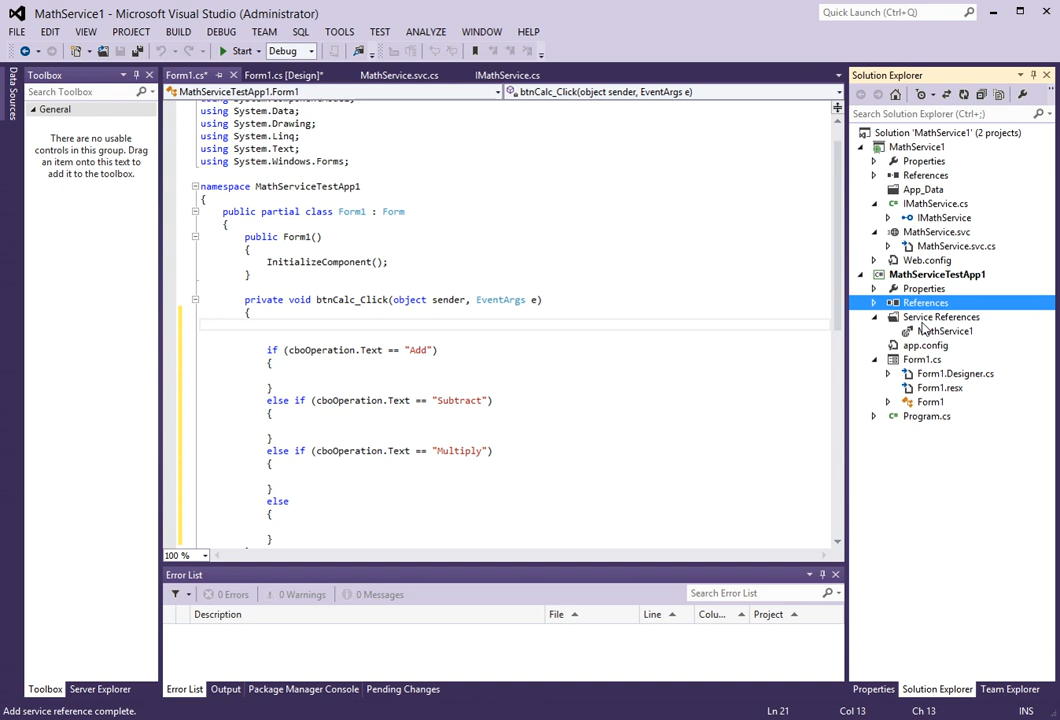 MathService1 - Microsoft Visual Studio (Administrator)
Quick Launch (Ctrl+Q)
FILE EDIT VIEW PROJECT BUILD DEBUG TEAM SQL TOOLS TEST ANALYZE WINDOW HELP
Start Debug
Data Sources
Toolbox
Search Toolbox
General
There are no usable
controls in this group. Drag
an item onto this text to
add it to the toolbox.
Form1.cs* Form1.cs [Design]* MathService.svc.cs IMathService.cs
MathServiceTestApp1.Form1 btnCalc_Click(object sender, EventArgs e)
using System.ComponentModel;
using System.Data;
using System.Drawing;
using System.Linq;
using System.Text;
using System.Windows.Forms;
namespace MathServiceTestApp1
{
public partial class Form1 : Form
{
public Form1()
{
InitializeComponent();
}
private void btnCalc_Click(object sender, EventArgs e)
{
if (cboOperation.Text == "Add")
{
}
else if (cboOperation.Text == "Subtract")
{
}
else if (cboOperation.Text == "Multiply")
{
}
else
{
}
100 %
Error List
0 Errors 0 Warnings 0 Messages Search Error List
Description File Line Colu... Project
Solution Explorer
Search Solution Explorer (Ctrl+;)
Solution 'MathService1' (2 projects)
MathService1
Properties
References
App_Data
IMathService.cs
IMathService
MathService.svc
MathService.svc.cs
Web.config
MathServiceTestApp1
Properties
References
Service References
MathService1
app.config
Form1.cs
Form1.Designer.cs
Form1.resx
Form1
Program.cs
Toolbox Server Explorer
Error List Output Package Manager Console Pending Changes
Properties Solution Explorer Team Explorer
Add service reference complete. Ln 21 Col 13 Ch 13 INS